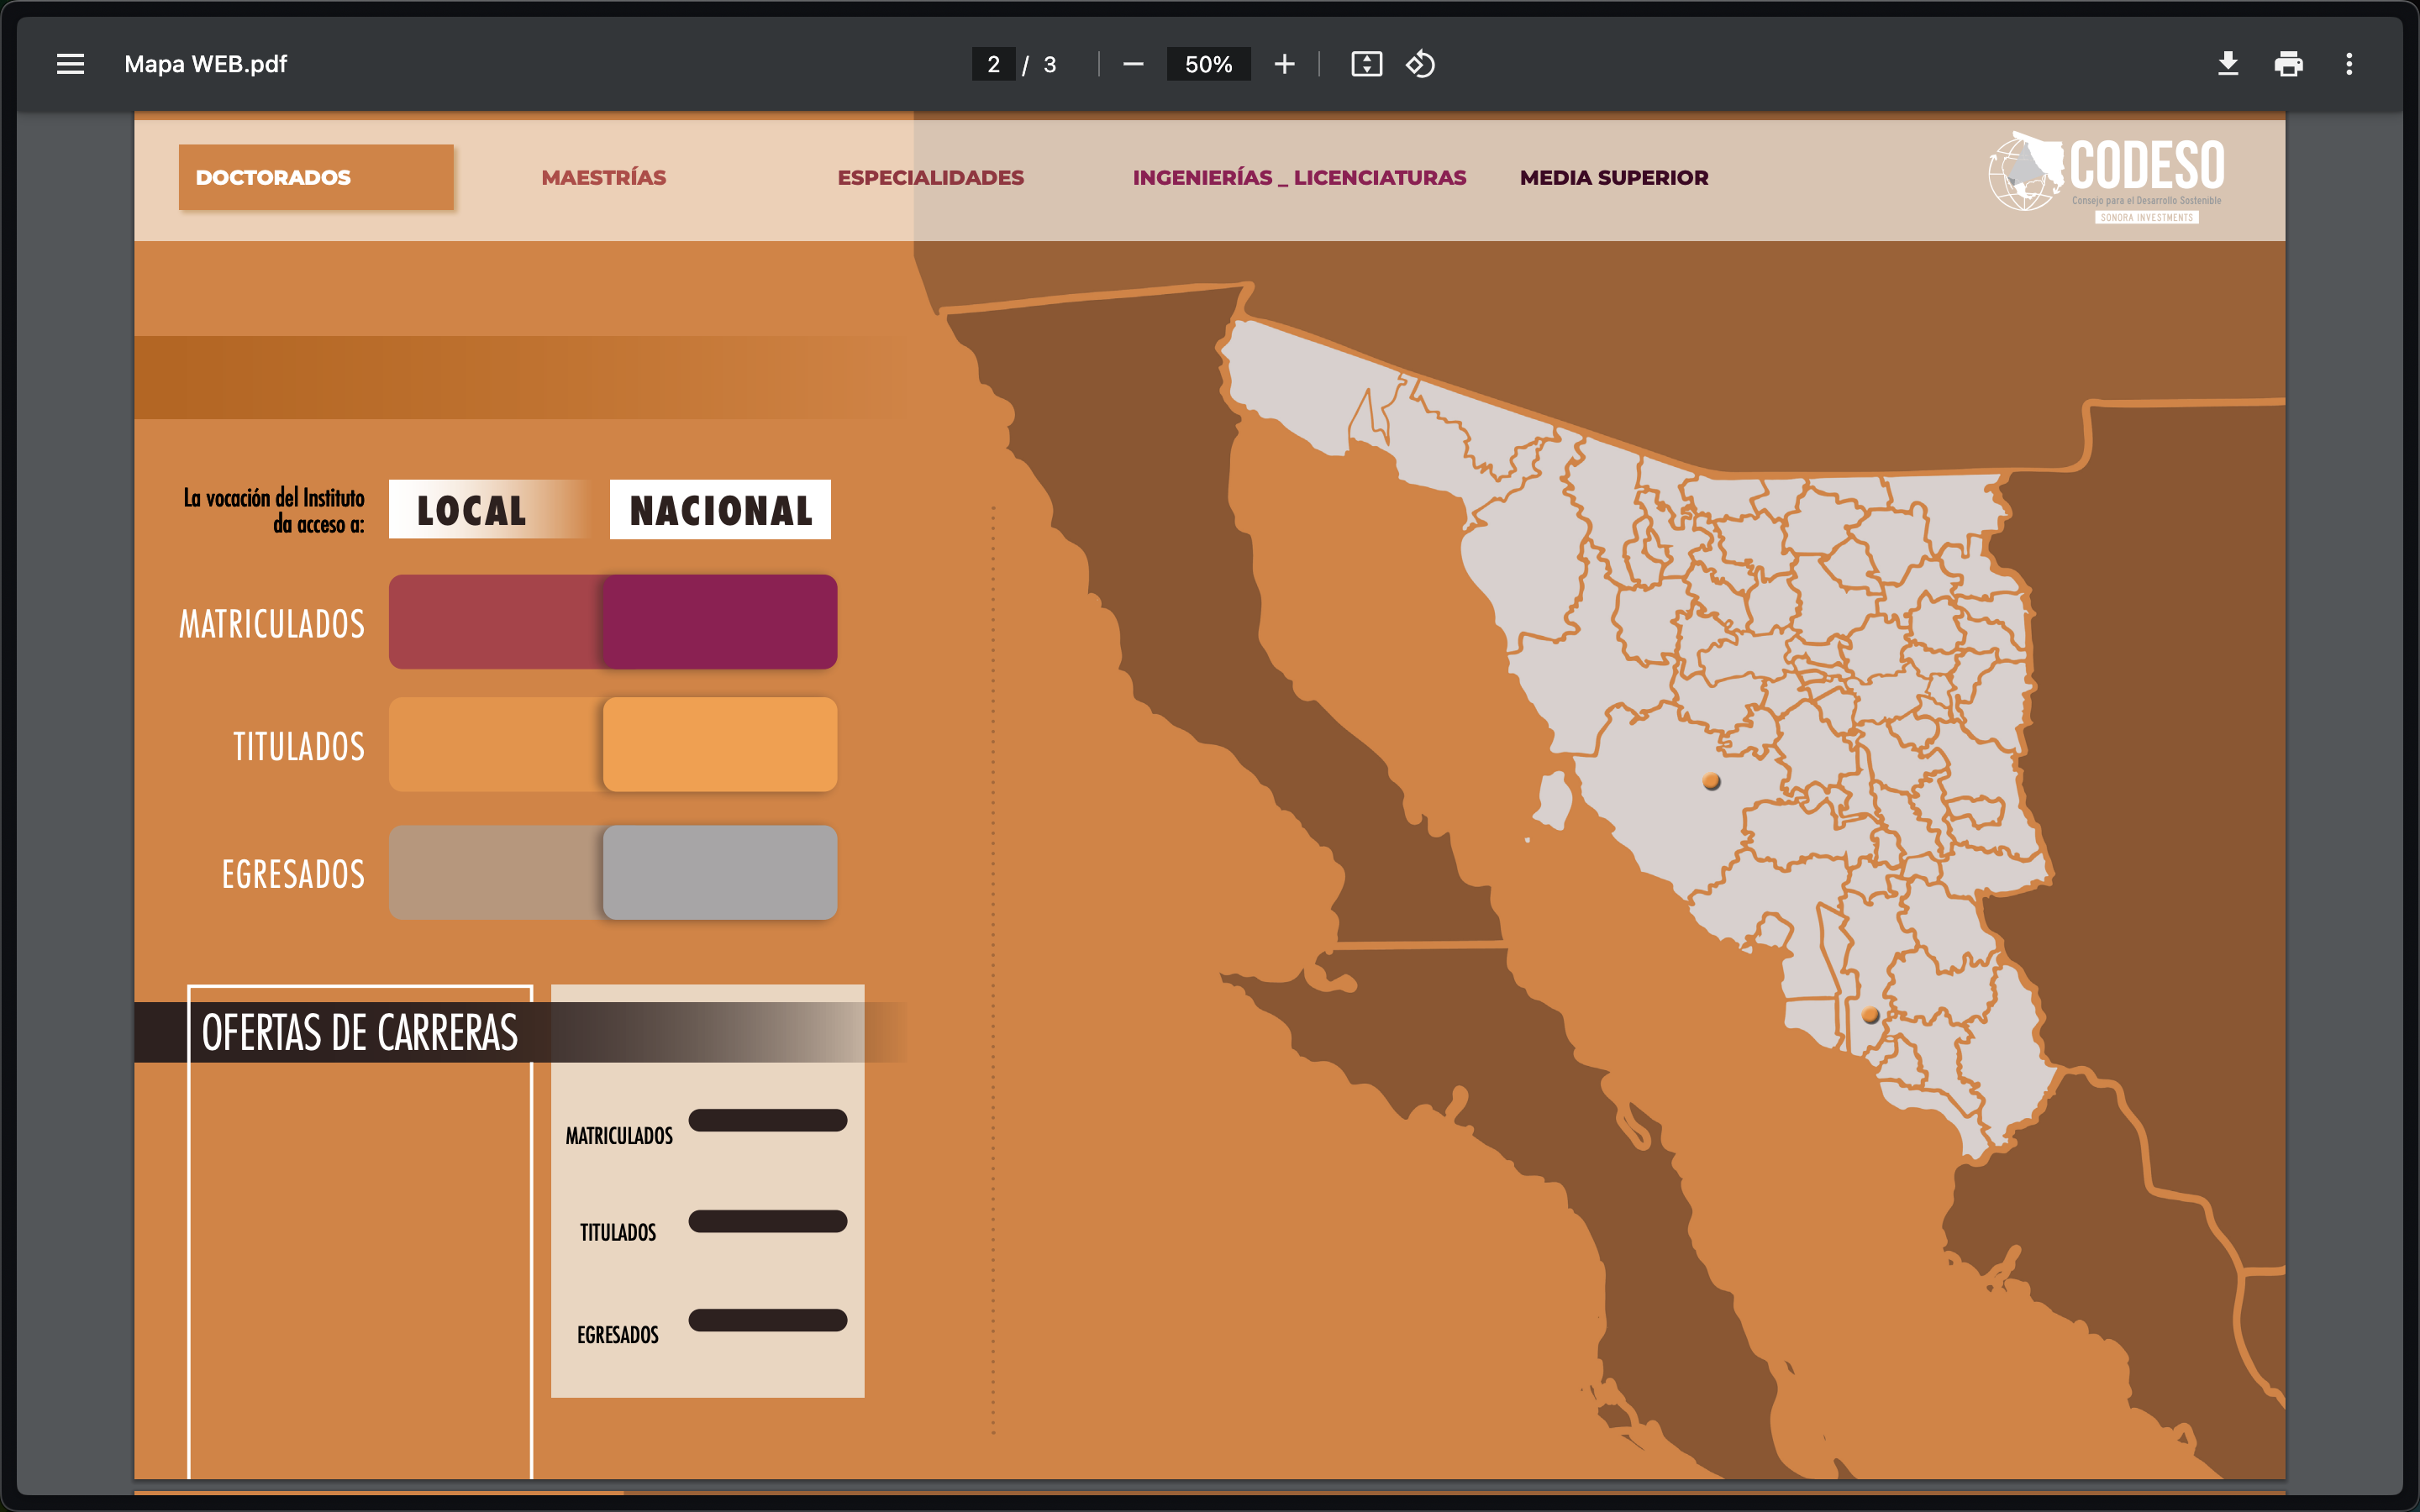 Mapa WEB.pdf
2 / 3
50%
DOCTORADOS
MAESTRÍAS
ESPECIALIDADES
INGENIERÍAS _ LICENCIATURAS
MEDIA SUPERIOR
CODESO
Consejo para el Desarrollo Sostenible
SONORA INVESTMENTS
La vocación del Instituto
da acceso a:
LOCAL
NACIONAL
MATRICULADOS
TITULADOS
EGRESADOS
OFERTAS DE CARRERAS
MATRICULADOS
TITULADOS
EGRESADOS